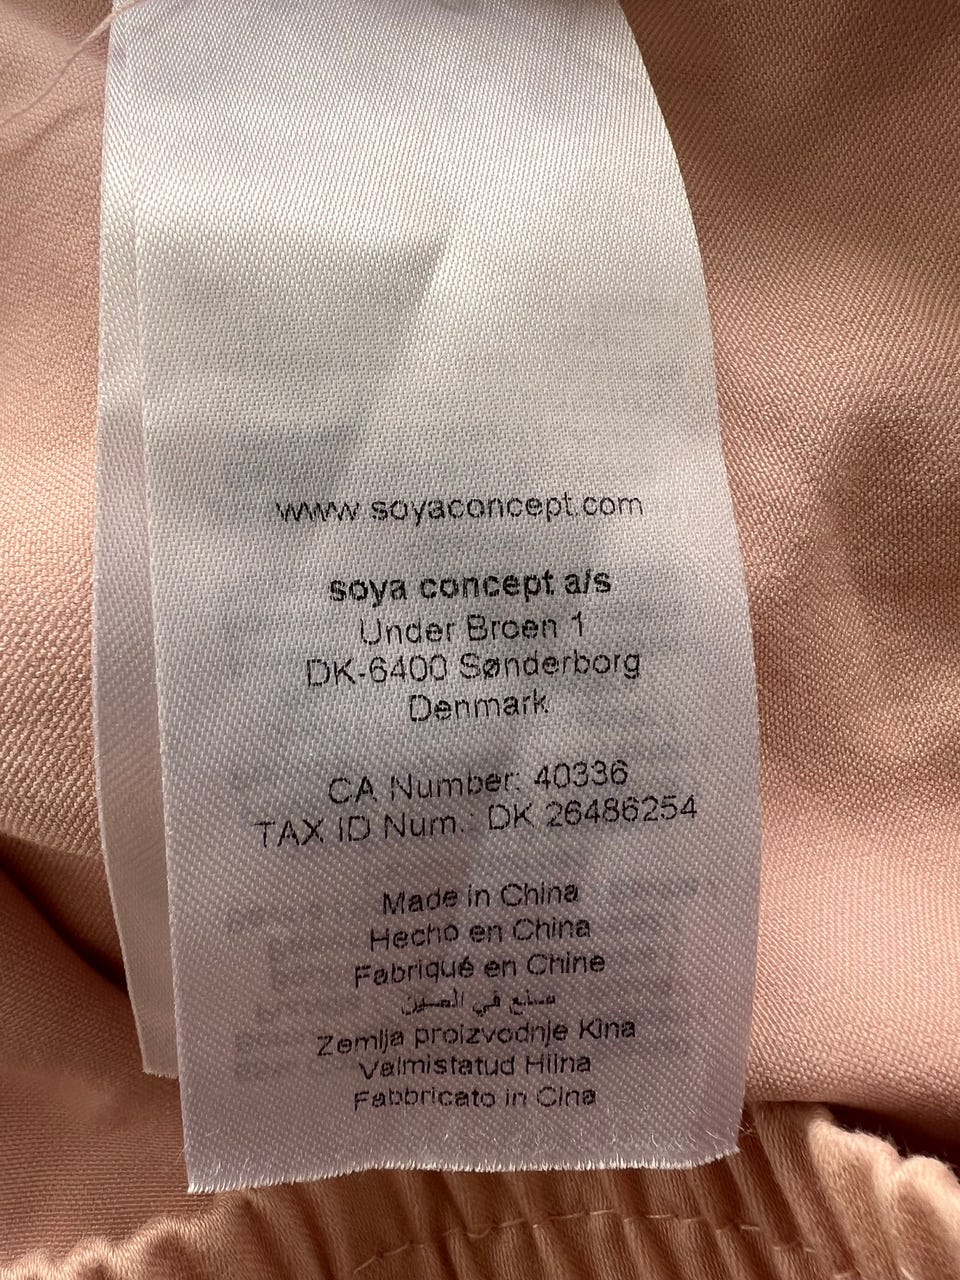 www.soyaconcept.com
soya concept a/s
Under Broen 1
DK-6400 Sønderborg
Denmark
CA Number: 40336
TAX ID Num.: DK 26486254
Made in China
Hecho en China
Fabriqué en Chine
صنع في الصين
Zemlja proizvodnje Kina
Valmistatud Hiina
Fabbricato in Cina